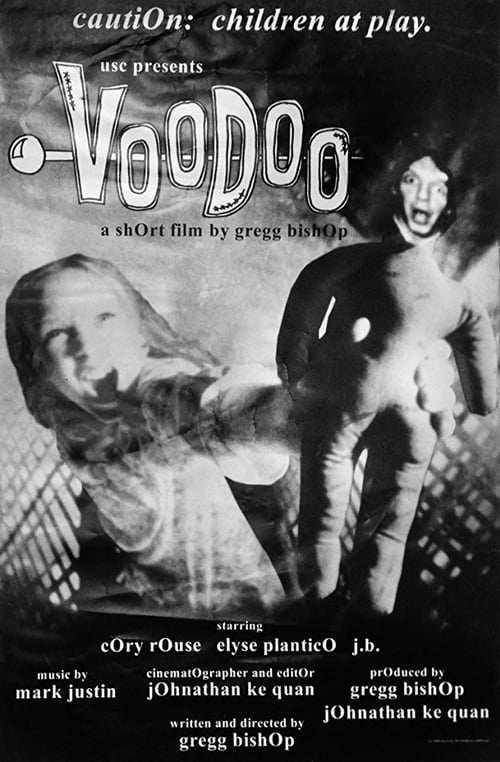 cautiOn: children at play.
usc presents
VOODOO
a shOrt film by gregg bishOp
starring
cOry rOuse elyse planticO j.b.
music by
mark justin
cinematOgrapher and editOr
jOhnathan ke quan
prOduced by
gregg bishOp
jOhnathan ke quan
written and directed by
gregg bishOp